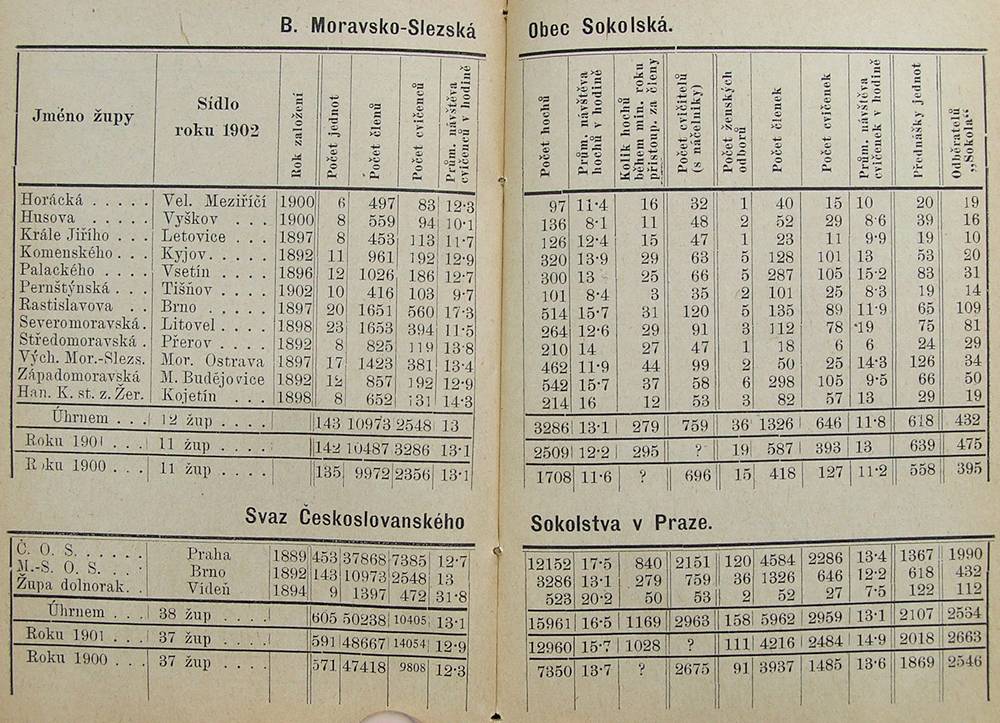 B. Moravsko-Slezská Obec Sokolská.
Jméno župy | Sídlo roku 1902 | Rok založení | Počet jednot | Počet členů | Počet cvičenců | Prům. návštěva cvičenců v hodině | Počet hochů | Prům. návštěva hochů v hodině | Kolik hochů během min. roku přistoup. za členy | Počet cvičitelů (s náčelníky) | Počet ženských odborů | Počet členek | Počet cvičenek | Prům. návštěva cvičenek v hodině | Přednášky jednot | Odběratelů „Sokola“
Horácká . . . . . | Vel. Meziříčí | 1900 | 6 | 497 | 83 | 12·3 | 97 | 11·4 | 16 | 32 | 1 | 40 | 15 | 10 | 20 | 19
Husova . . . . . | Vyškov . . . . | 1900 | 8 | 559 | 94 | 10·1 | 136 | 8·1 | 11 | 48 | 2 | 52 | 29 | 8·6 | 39 | 16
Krále Jiřího . . . | Letovice . . . | 1897 | 8 | 453 | 113 | 11·7 | 126 | 12·4 | 15 | 47 | 1 | 23 | 11 | 9·9 | 19 | 10
Komenského . . . | Kyjov. . . . . | 1892 | 11 | 961 | 192 | 12·9 | 320 | 13·9 | 29 | 63 | 5 | 128 | 101 | 13 | 53 | 20
Palackého . . . . | Vsetín . . . . | 1896 | 12 | 1026 | 186 | 12·7 | 300 | 13 | 25 | 66 | 5 | 287 | 105 | 15·2 | 83 | 31
Pernštýnská . . . | Tišňov . . . . | 1902 | 10 | 416 | 103 | 9·7 | 101 | 8·4 | 3 | 35 | 2 | 101 | 25 | 8·3 | 19 | 14
Rastislavova . . | Brno . . . . . | 1897 | 20 | 1651 | 560 | 17·3 | 514 | 15·7 | 31 | 120 | 5 | 135 | 89 | 11·9 | 65 | 109
Severomoravská. | Litovel . . . . | 1898 | 23 | 1653 | 394 | 11·5 | 264 | 12·6 | 29 | 91 | 3 | 112 | 78 | ·19 | 75 | 81
Středomoravská . | Přerov . . . . | 1892 | 8 | 825 | 119 | 13·8 | 210 | 14 | 27 | 47 | 1 | 18 | 6 | 6 | 24 | 29
Vých. Mor.-Slezs. | Mor. Ostrava | 1897 | 17 | 1423 | 381 | 13·4 | 462 | 11·9 | 44 | 99 | 2 | 50 | 25 | 14·3 | 126 | 34
Západomoravská | M. Budějovice | 1892 | 12 | 857 | 192 | 12·9 | 542 | 15·7 | 37 | 58 | 6 | 298 | 105 | 9·5 | 66 | 50
Han. K. st. z. Žer. | Kojetín . . . | 1898 | 8 | 652 | 131 | 14·3 | 214 | 16 | 12 | 53 | 3 | 82 | 57 | 13 | 29 | 19
Úhrnem . . . | 12 žup . . . . | 143 | 10973 | 2548 | 13 | 3286 | 13·1 | 279 | 759 | 36 | 1326 | 646 | 11·8 | 618 | 432
Roku 1901 . . . | 11 žup . . . . | 142 | 10487 | 3286 | 13·1 | 2509 | 12·2 | 295 | ? | 19 | 587 | 393 | 13 | 639 | 475
Roku 1900 . . . | 11 žup . . . . | 135 | 9972 | 2356 | 13·1 | 1708 | 11·6 | ? | 696 | 15 | 418 | 127 | 11·2 | 558 | 395
Svaz Českoslovanského Sokolstva v Praze.
Č. O. S. . . . . . | Praha | 1889 | 453 | 37868 | 7385 | 12·7 | 12152 | 17·5 | 840 | 2151 | 120 | 4584 | 2286 | 13·4 | 1367 | 1990
M.-S. O. S. . . . | Brno | 1892 | 143 | 10973 | 2548 | 13 | 3286 | 13·1 | 279 | 759 | 36 | 1326 | 646 | 12·2 | 618 | 432
Župa dolnorak. . | Vídeň | 1894 | 9 | 1397 | 472 | 31·8 | 523 | 20·2 | 50 | 53 | 2 | 52 | 27 | 7·5 | 122 | 112
Úhrnem . . . | 38 žup . . . . | 605 | 50238 | 10405 | 13·1 | 15961 | 16·5 | 1169 | 2963 | 158 | 5962 | 2959 | 13·1 | 2107 | 2534
Roku 1901 . . . | 37 žup . . . . | 591 | 48667 | 14054 | 12·9 | 12960 | 15·7 | 1028 | ? | 111 | 4216 | 2484 | 14·9 | 2018 | 2663
Roku 1900 . . . | 37 žup . . . . | 571 | 47418 | 9808 | 12·3 | 7350 | 13·7 | ? | 2675 | 91 | 3937 | 1485 | 13·6 | 1869 | 2546